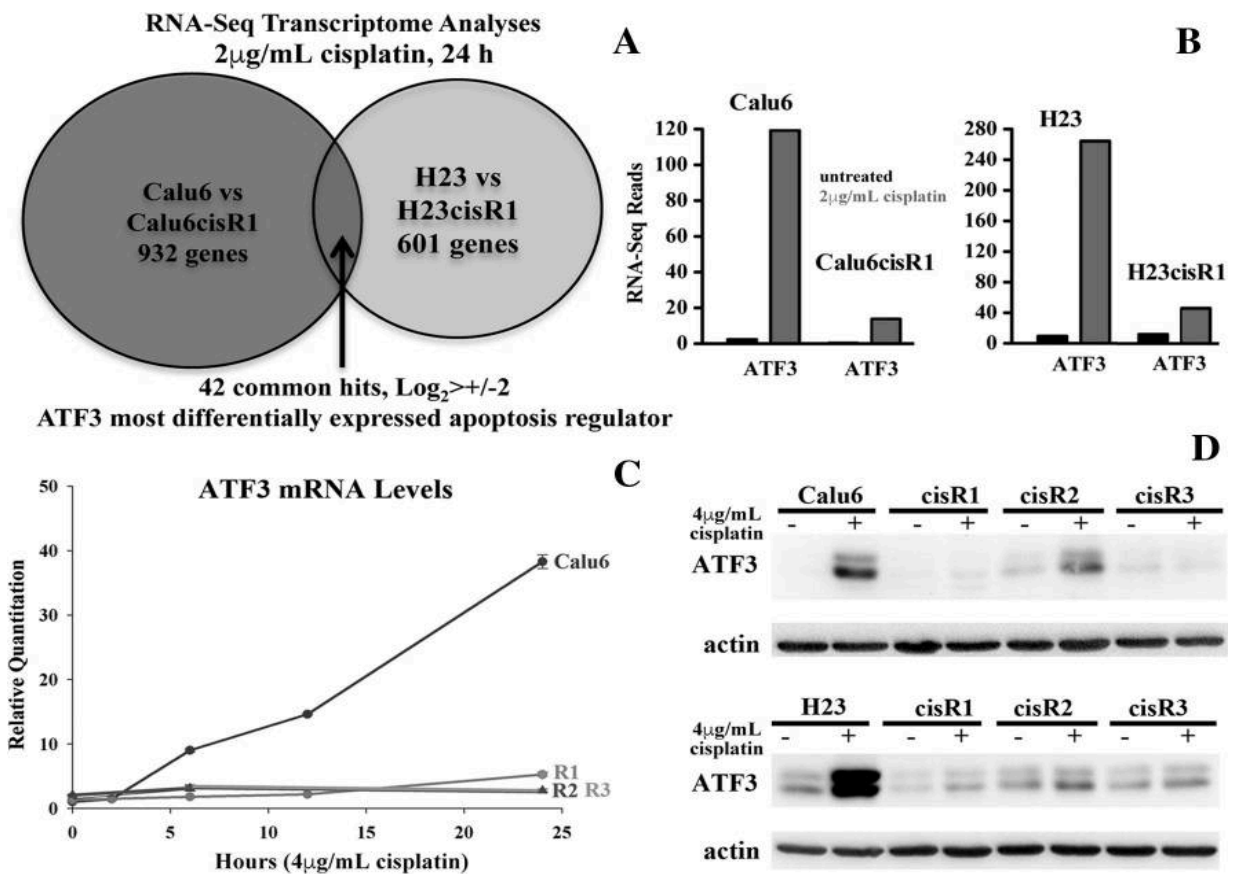 RNA-Seq Transcriptome Analyses
2μg/mL cisplatin, 24 h
Calu6 vs
Calu6cisR1
932 genes
H23 vs
H23cisR1
601 genes
42 common hits, Log₂>+/-2
ATF3 most differentially expressed apoptosis regulator
A
B
RNA-Seq Reads
120
100
80
60
40
20
0
Calu6
untreated
2μg/mL cisplatin
Calu6cisR1
ATF3
ATF3
280
240
200
160
120
80
40
0
H23
H23cisR1
ATF3
ATF3
C
ATF3 mRNA Levels
Relative Quantitation
50
40
30
20
10
0
Calu6
R1
R2
R3
0
5
10
15
20
25
Hours (4μg/mL cisplatin)
D
Calu6
cisR1
cisR2
cisR3
4μg/mL
cisplatin
- + - + - + - +
ATF3
actin
H23
cisR1
cisR2
cisR3
4μg/mL
cisplatin
- + - + - + - +
ATF3
actin